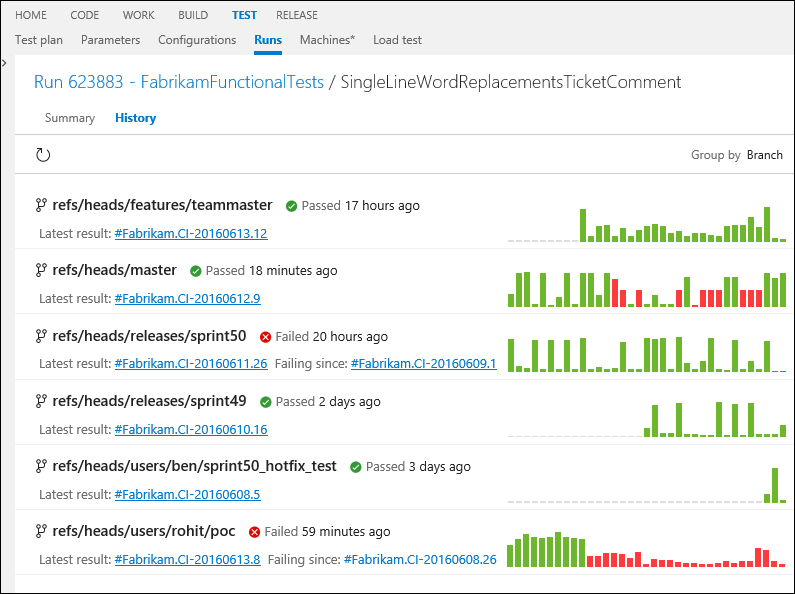 HOME CODE WORK BUILD TEST RELEASE
Test plan Parameters Configurations Runs Machines* Load test
Run 623883 - FabrikamFunctionalTests / SingleLineWordReplacementsTicketComment
Summary History
Group by Branch
refs/heads/features/teammaster Passed 17 hours ago
Latest result: #Fabrikam.CI-20160613.12
refs/heads/master Passed 18 minutes ago
Latest result: #Fabrikam.CI-20160612.9
refs/heads/releases/sprint50 Failed 20 hours ago
Latest result: #Fabrikam.CI-20160611.26 Failing since: #Fabrikam.CI-20160609.1
refs/heads/releases/sprint49 Passed 2 days ago
Latest result: #Fabrikam.CI-20160610.16
refs/heads/users/ben/sprint50_hotfix_test Passed 3 days ago
Latest result: #Fabrikam.CI-20160608.5
refs/heads/users/rohit/poc Failed 59 minutes ago
Latest result: #Fabrikam.CI-20160613.8 Failing since: #Fabrikam.CI-20160608.26